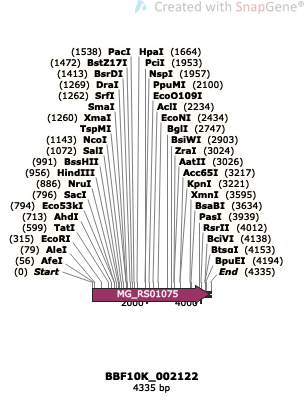 Created with SnapGene®
(1538) PacI HpaI (1664)
(1472) BstZ17I PciI (1953)
(1413) BsrDI NspI (1957)
(1269) DraI PpuMI (2100)
(1262) SrfI EcoO109I
SmaI AclI (2234)
(1260) XmaI EcoNI (2434)
TspMI BglI (2747)
(1143) NcoI BsiWI (2903)
(1072) SalI ZraI (3024)
(991) BssHII AatII (3026)
(956) HindIII Acc65I (3217)
(886) NruI KpnI (3221)
(796) SacI XmnI (3595)
(794) Eco53kI BsaBI (3634)
(713) AhdI PasI (3939)
(599) TatI RsrII (4012)
(315) EcoRI BciVI (4138)
(79) AleI BtsαI (4153)
(56) AfeI BpuEI (4194)
(0) Start End (4335)
MG_RS01075
2000 4000
BBF10K_002122
4335 bp